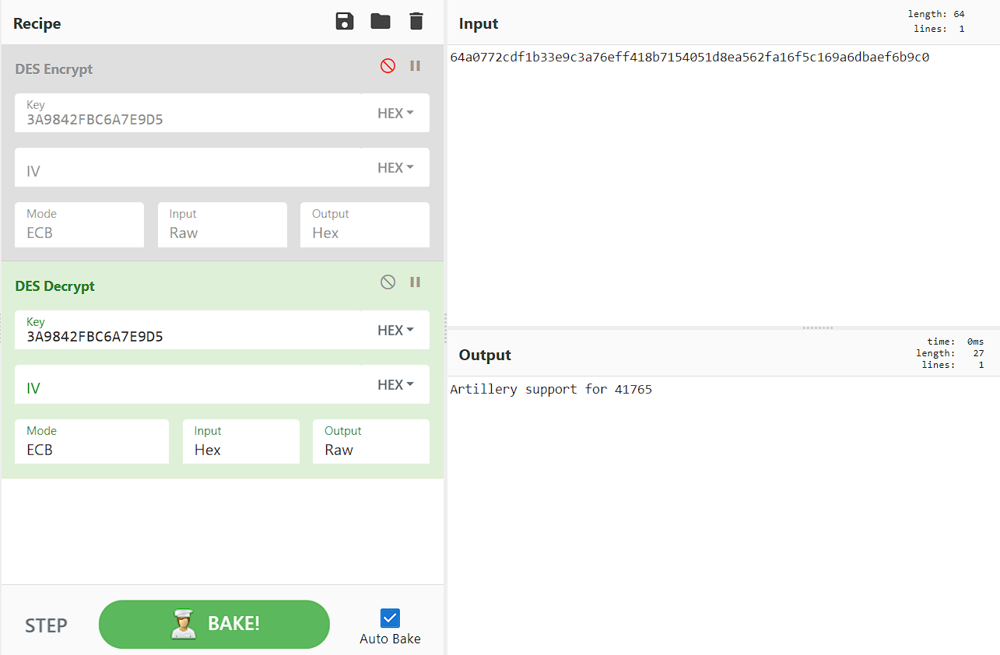 Recipe
DES Encrypt
Key
3A9842FBC6A7E9D5
HEX
IV
HEX
Mode
ECB
Input
Raw
Output
Hex
DES Decrypt
Key
3A9842FBC6A7E9D5
HEX
IV
HEX
Mode
ECB
Input
Hex
Output
Raw
STEP
BAKE!
Auto Bake
Input
length: 64
lines: 1
64a0772cdf1b33e9c3a76eff418b7154051d8ea562fa16f5c169a6dbaef6b9c0
Output
time: 0ms
length: 27
lines: 1
Artillery support for 41765